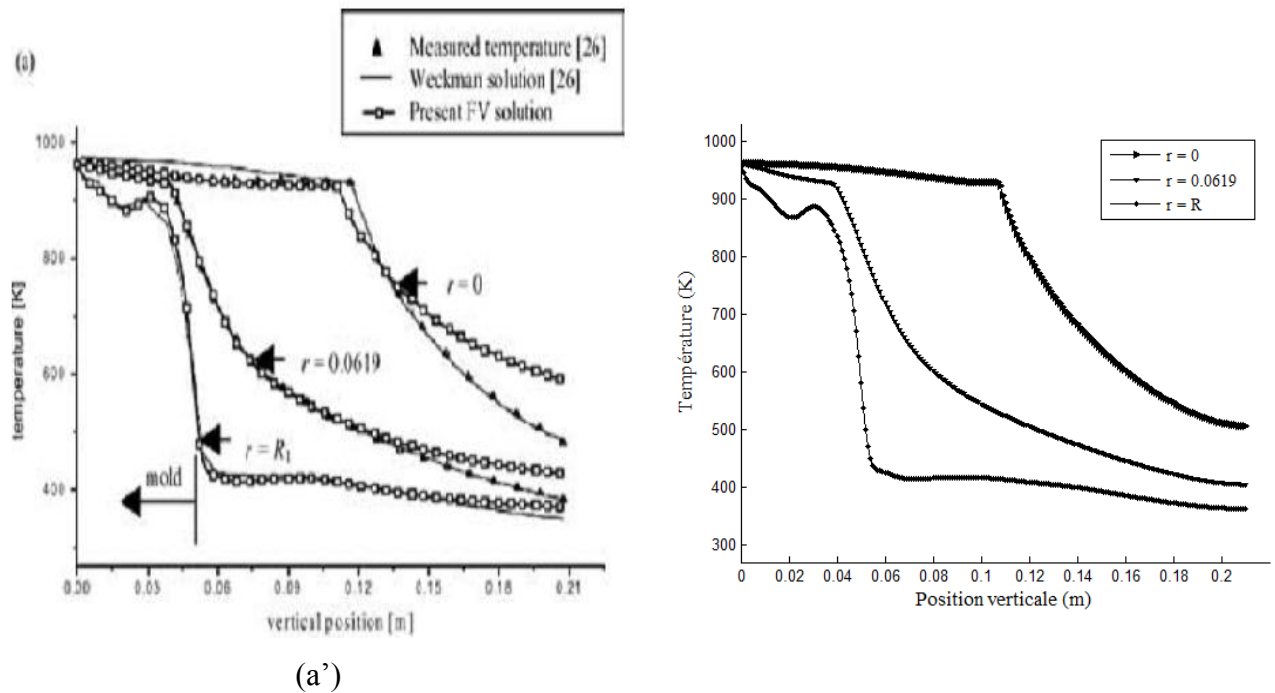 (a)
Measured temperature [26]
Weckman solution [26]
Present FV solution
1000
800
600
400
temperature [K]
r = 0
r = 0.0619
r = R1
mold
0.00
0.03
0.06
0.09
0.12
0.15
0.18
0.21
vertical position [m]
(a’)
r = 0
r = 0.0619
r = R
1000
900
800
700
600
500
400
300
Température (K)
0
0.02
0.04
0.06
0.08
0.1
0.12
0.14
0.16
0.18
0.2
Position verticale (m)